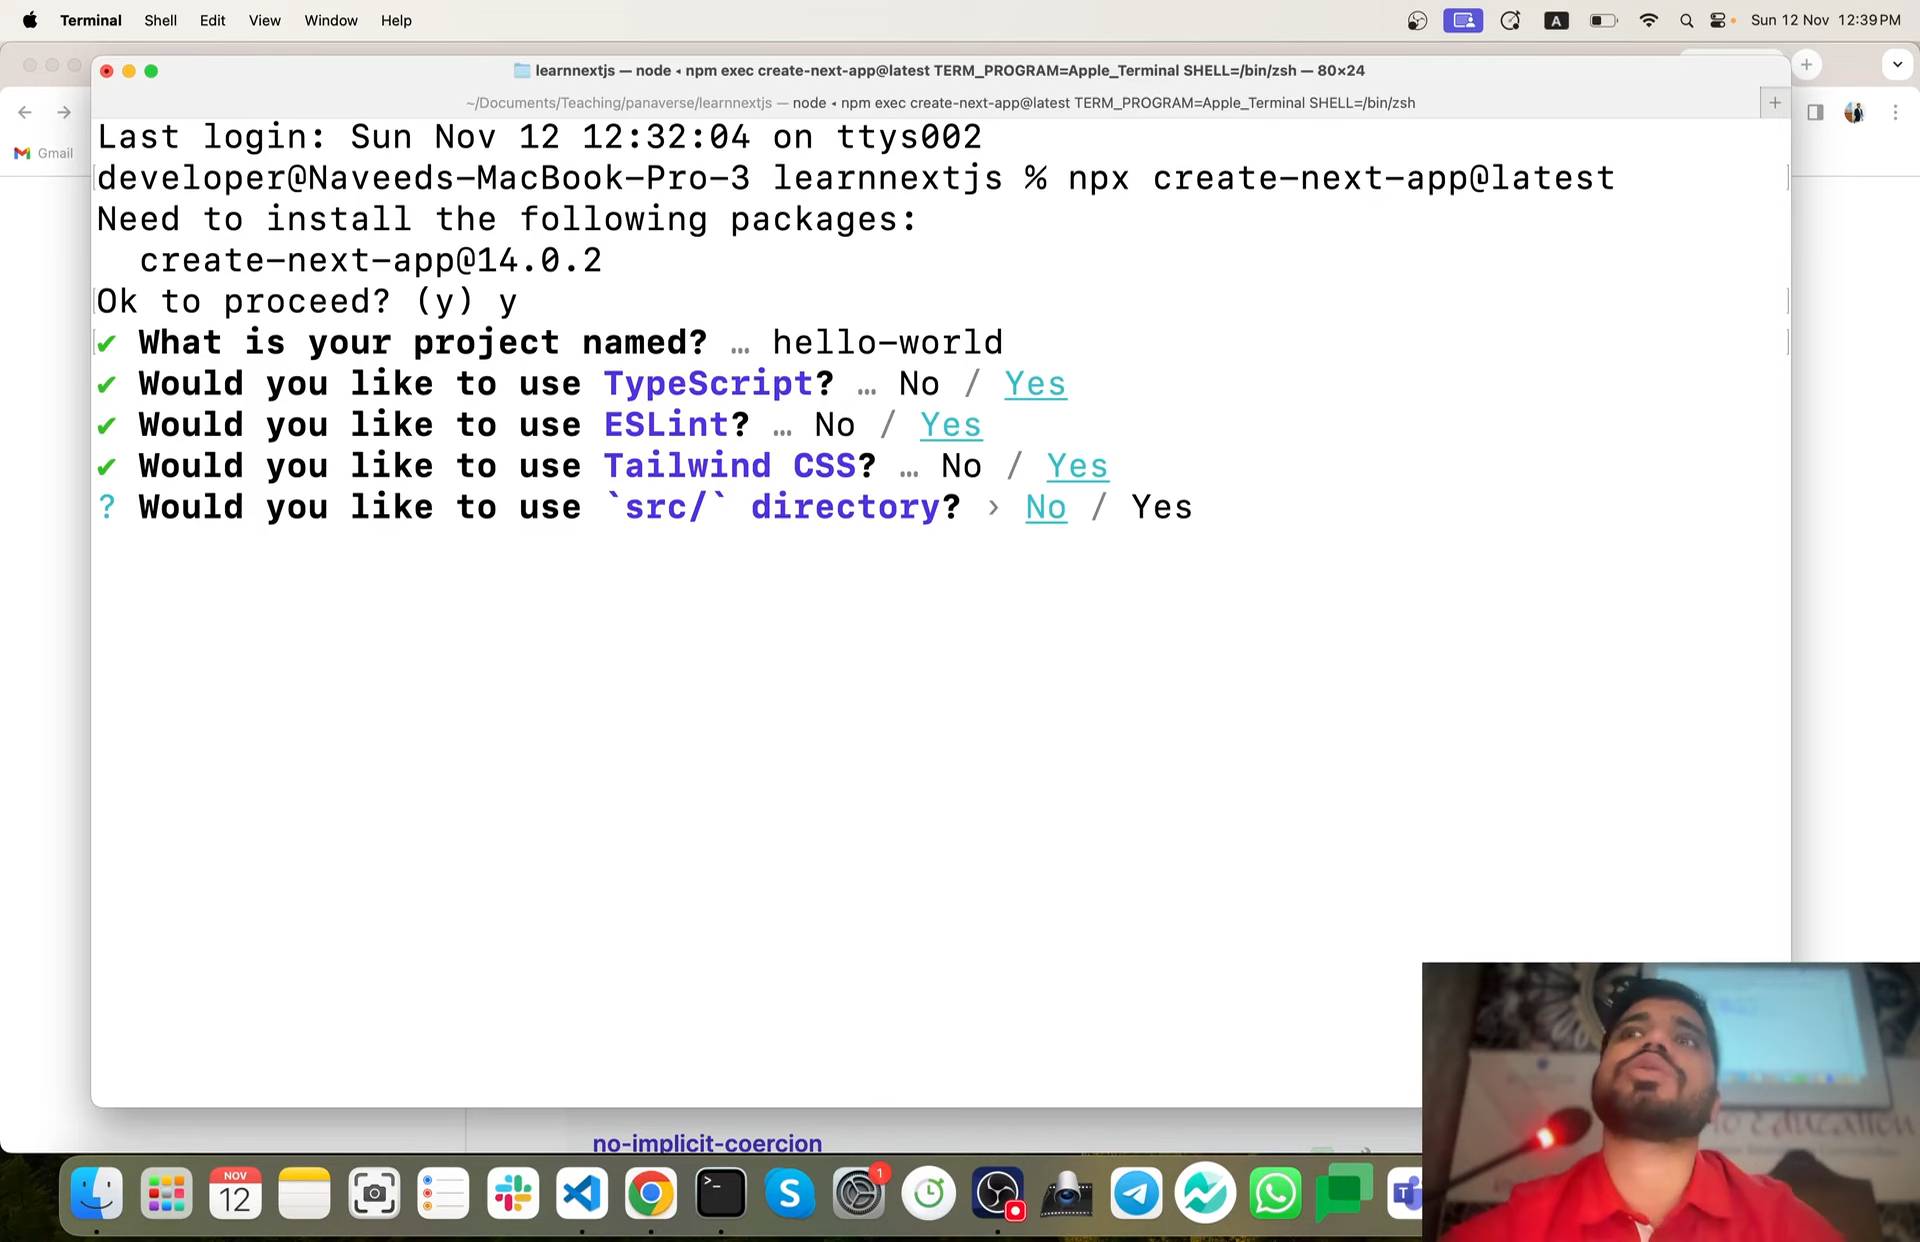 Terminal Shell Edit View Window Help
A Sun 12 Nov 12:39 PM
learnnextjs — node ◂ npm exec create-next-app@latest TERM_PROGRAM=Apple_Terminal SHELL=/bin/zsh — 80×24
~/Documents/Teaching/panaverse/learnnextjs — node ◂ npm exec create-next-app@latest TERM_PROGRAM=Apple_Terminal SHELL=/bin/zsh
Gmail
Last login: Sun Nov 12 12:32:04 on ttys002
developer@Naveeds-MacBook-Pro-3 learnnextjs % npx create-next-app@latest
Need to install the following packages:
create-next-app@14.0.2
Ok to proceed? (y) y
✔ What is your project named? … hello-world
✔ Would you like to use TypeScript? … No / Yes
✔ Would you like to use ESLint? … No / Yes
✔ Would you like to use Tailwind CSS? … No / Yes
? Would you like to use `src/` directory? › No / Yes
no-implicit-coercion
NOV
12
1
S
T
Education